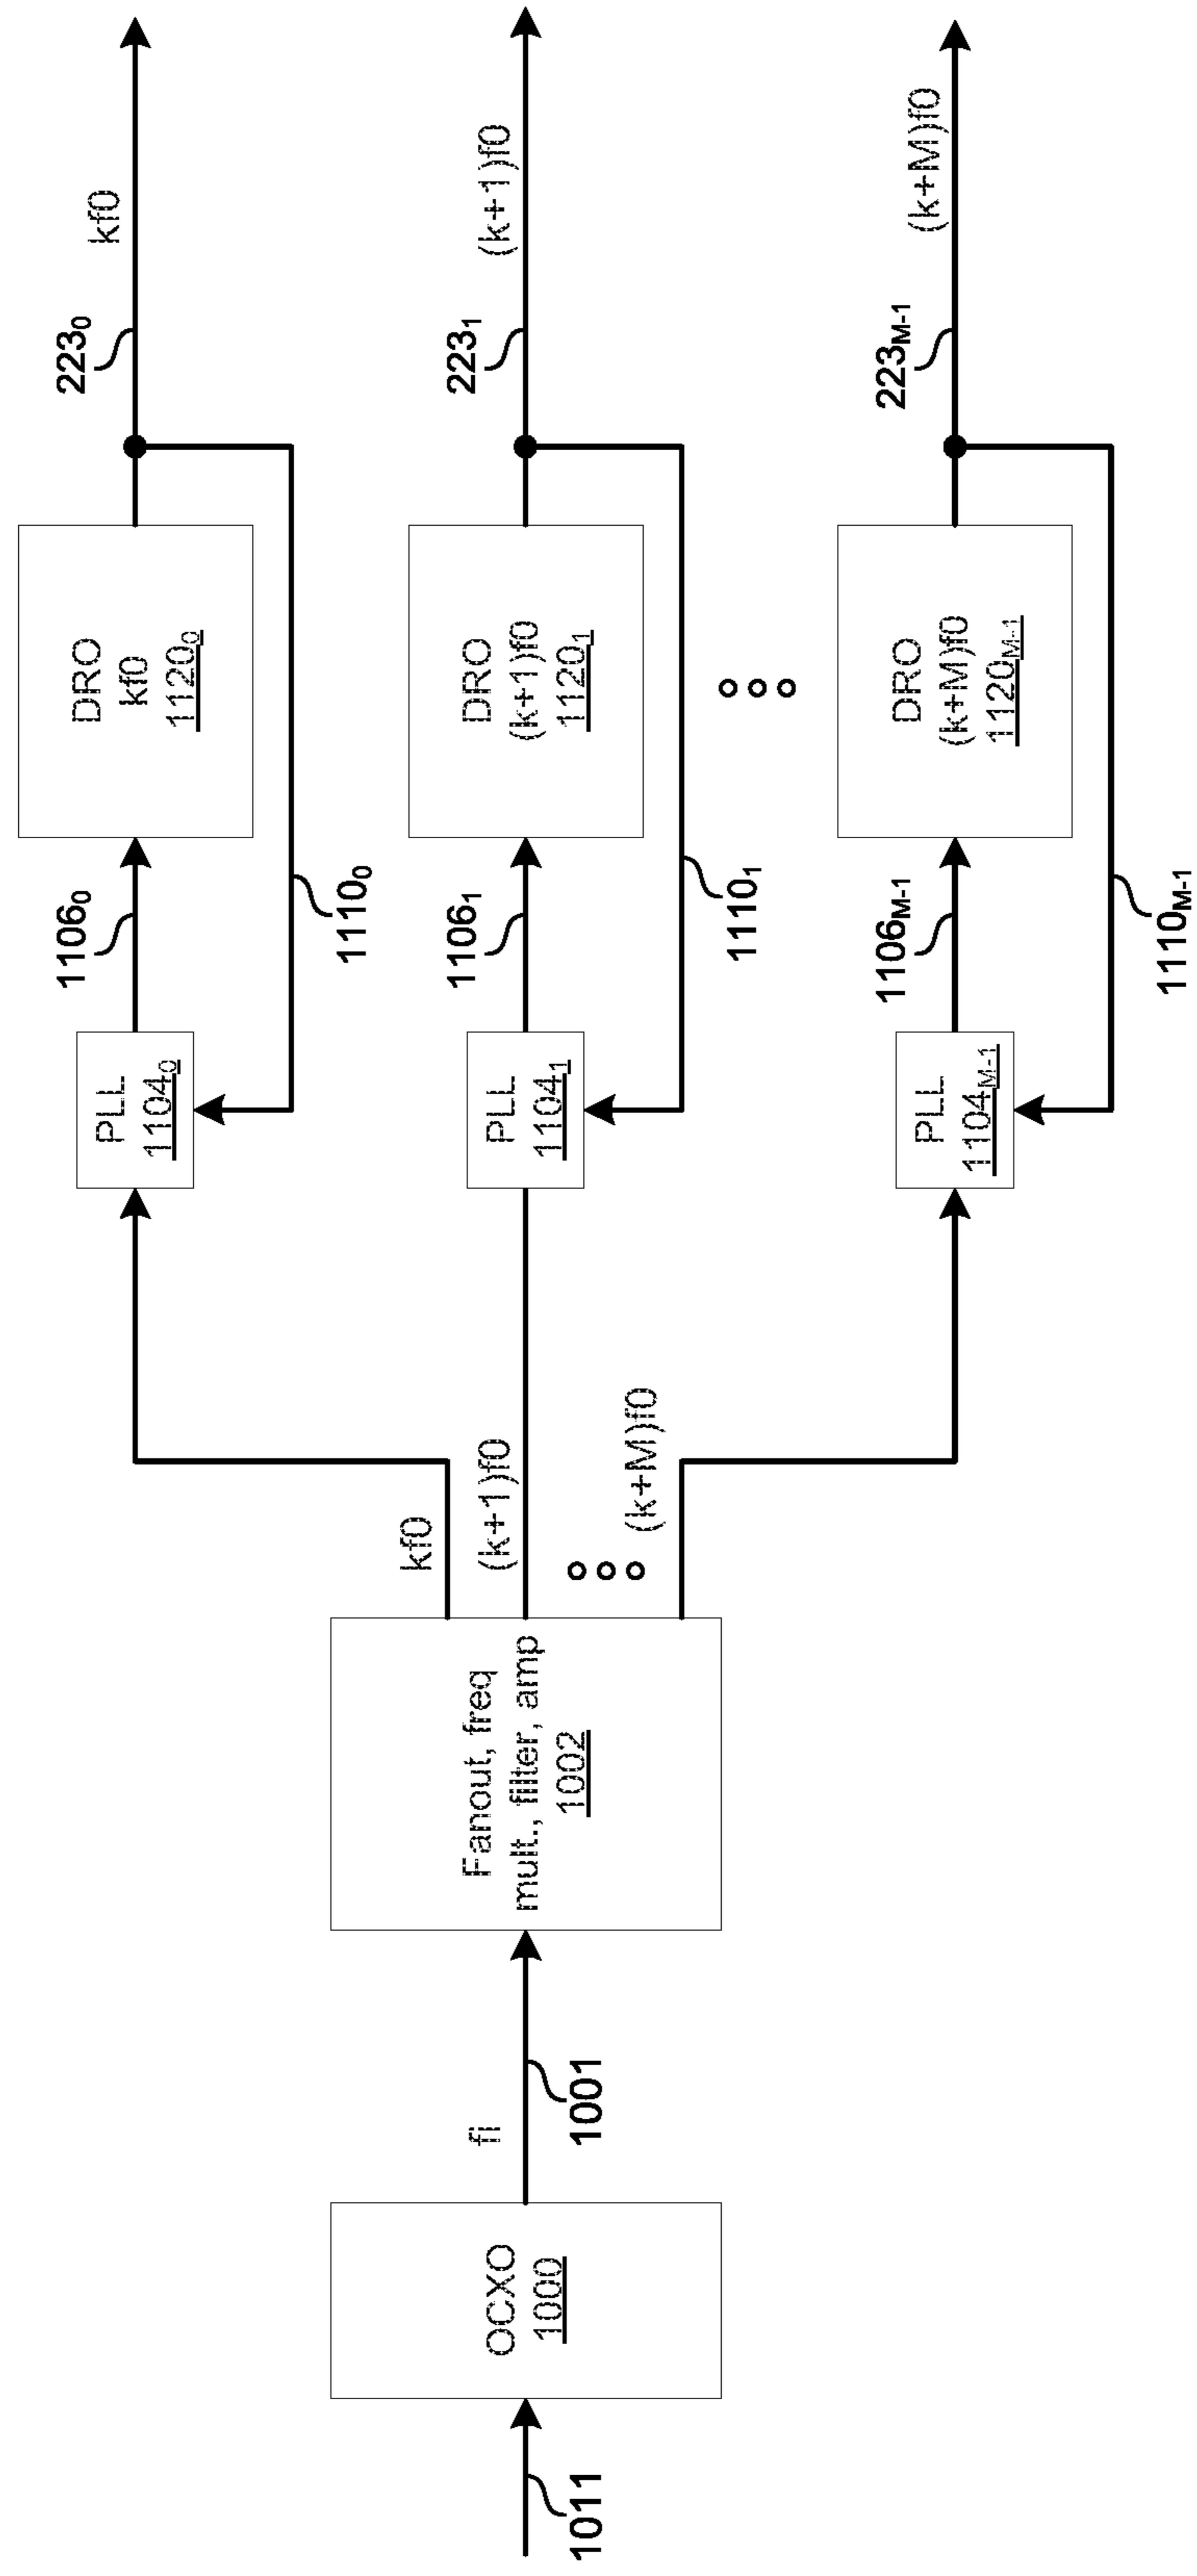 1011
OCXO
1000
fi
1001
Fanout, freq
mult., filter, amp
1002
kf0
(k+1)f0
(k+M)f0
PLL
1104₀
1106₀
1110₀
DRO
kf0
1120₀
223₀
kf0
PLL
1104₁
1106₁
1110₁
DRO
(k+1)f0
1120₁
223₁
(k+1)f0
PLL
1104M-1
1106M-1
1110M-1
DRO
(k+M)f0
1120M-1
223M-1
(k+M)f0